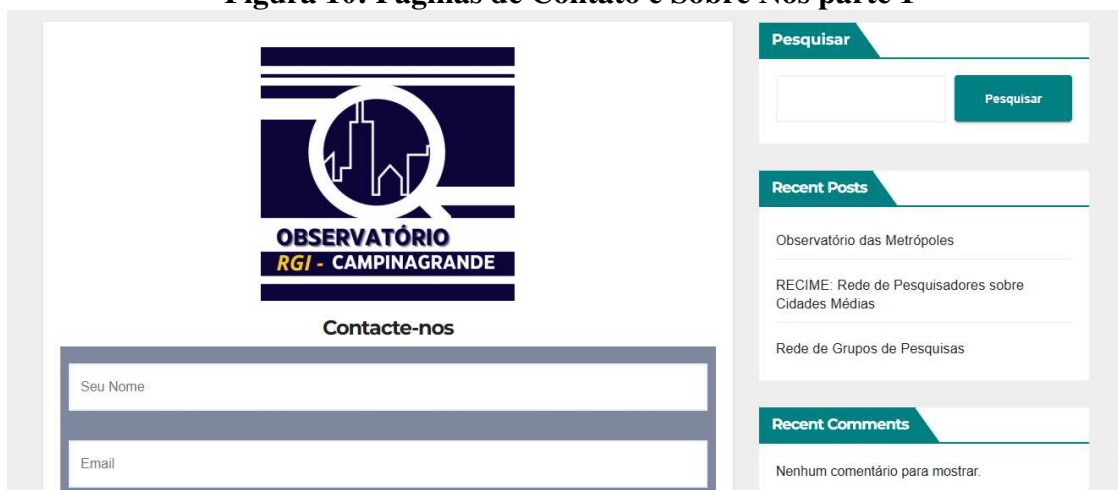 Figura 10: Páginas de Contato e Sobre Nós parte 1
OBSERVATÓRIO
RGI - CAMPINAGRANDE
Contacte-nos
Seu Nome
Email
Pesquisar
Pesquisar
Recent Posts
Observatório das Metrópoles
RECIME: Rede de Pesquisadores sobre
Cidades Médias
Rede de Grupos de Pesquisas
Recent Comments
Nenhum comentário para mostrar.